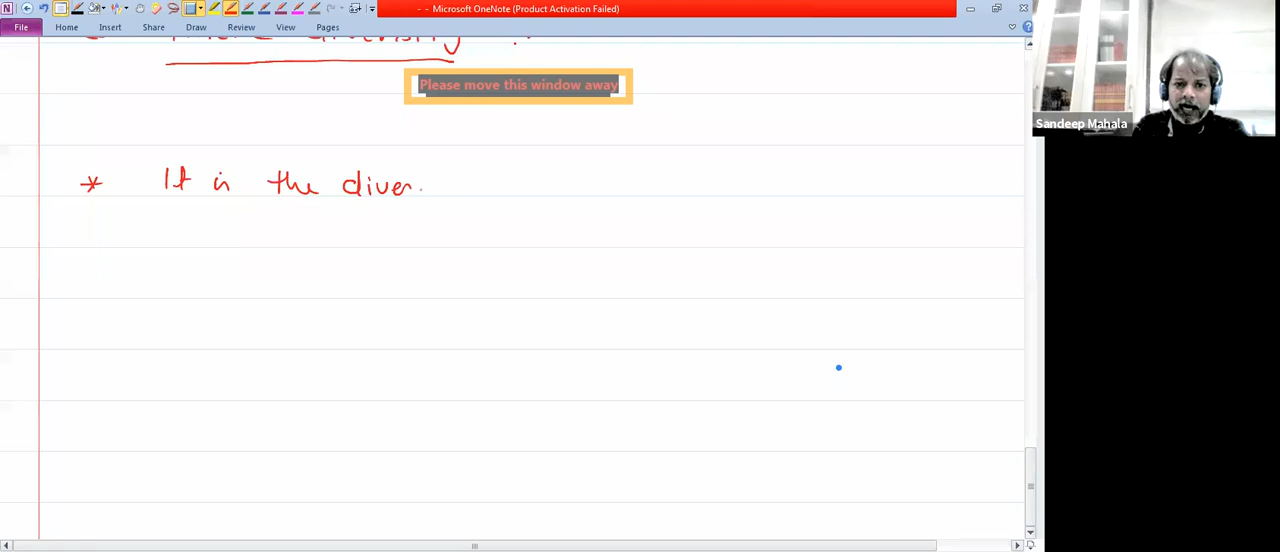 - - Microsoft OneNote (Product Activation Failed)
File Home Insert Share Draw Review View Pages
diversity
Please move this window away
Sandeep Mahala
* It is the diver